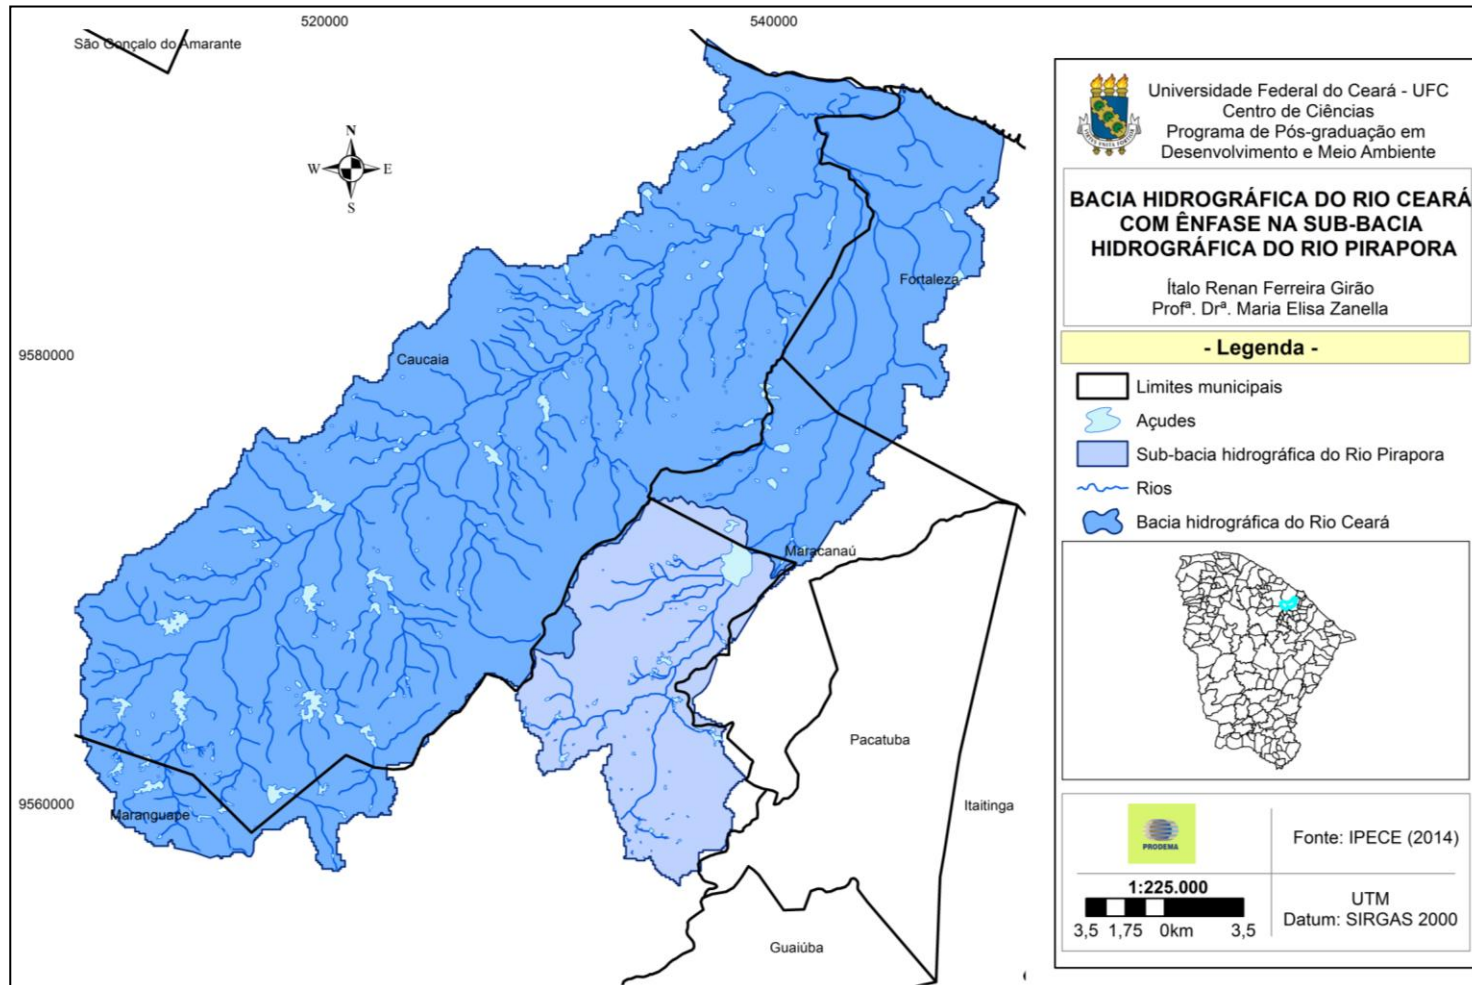 520000
540000
São Gonçalo do Amarante
N
W
E
S
Fortaleza
9580000
Caucaia
Maracanaú
Pacatuba
9560000
Maranguape
Itaitinga
Guaiúba
Universidade Federal do Ceará - UFC
Centro de Ciências
Programa de Pós-graduação em
Desenvolvimento e Meio Ambiente
BACIA HIDROGRÁFICA DO RIO CEARÁ
COM ÊNFASE NA SUB-BACIA
HIDROGRÁFICA DO RIO PIRAPORA
Ítalo Renan Ferreira Girão
Profª. Drª. Maria Elisa Zanella
- Legenda -
Limites municipais
Açudes
Sub-bacia hidrográfica do Rio Pirapora
Rios
Bacia hidrográfica do Rio Ceará
PRODEMA
Fonte: IPECE (2014)
1:225.000
3,5 1,75 0km 3,5
UTM
Datum: SIRGAS 2000